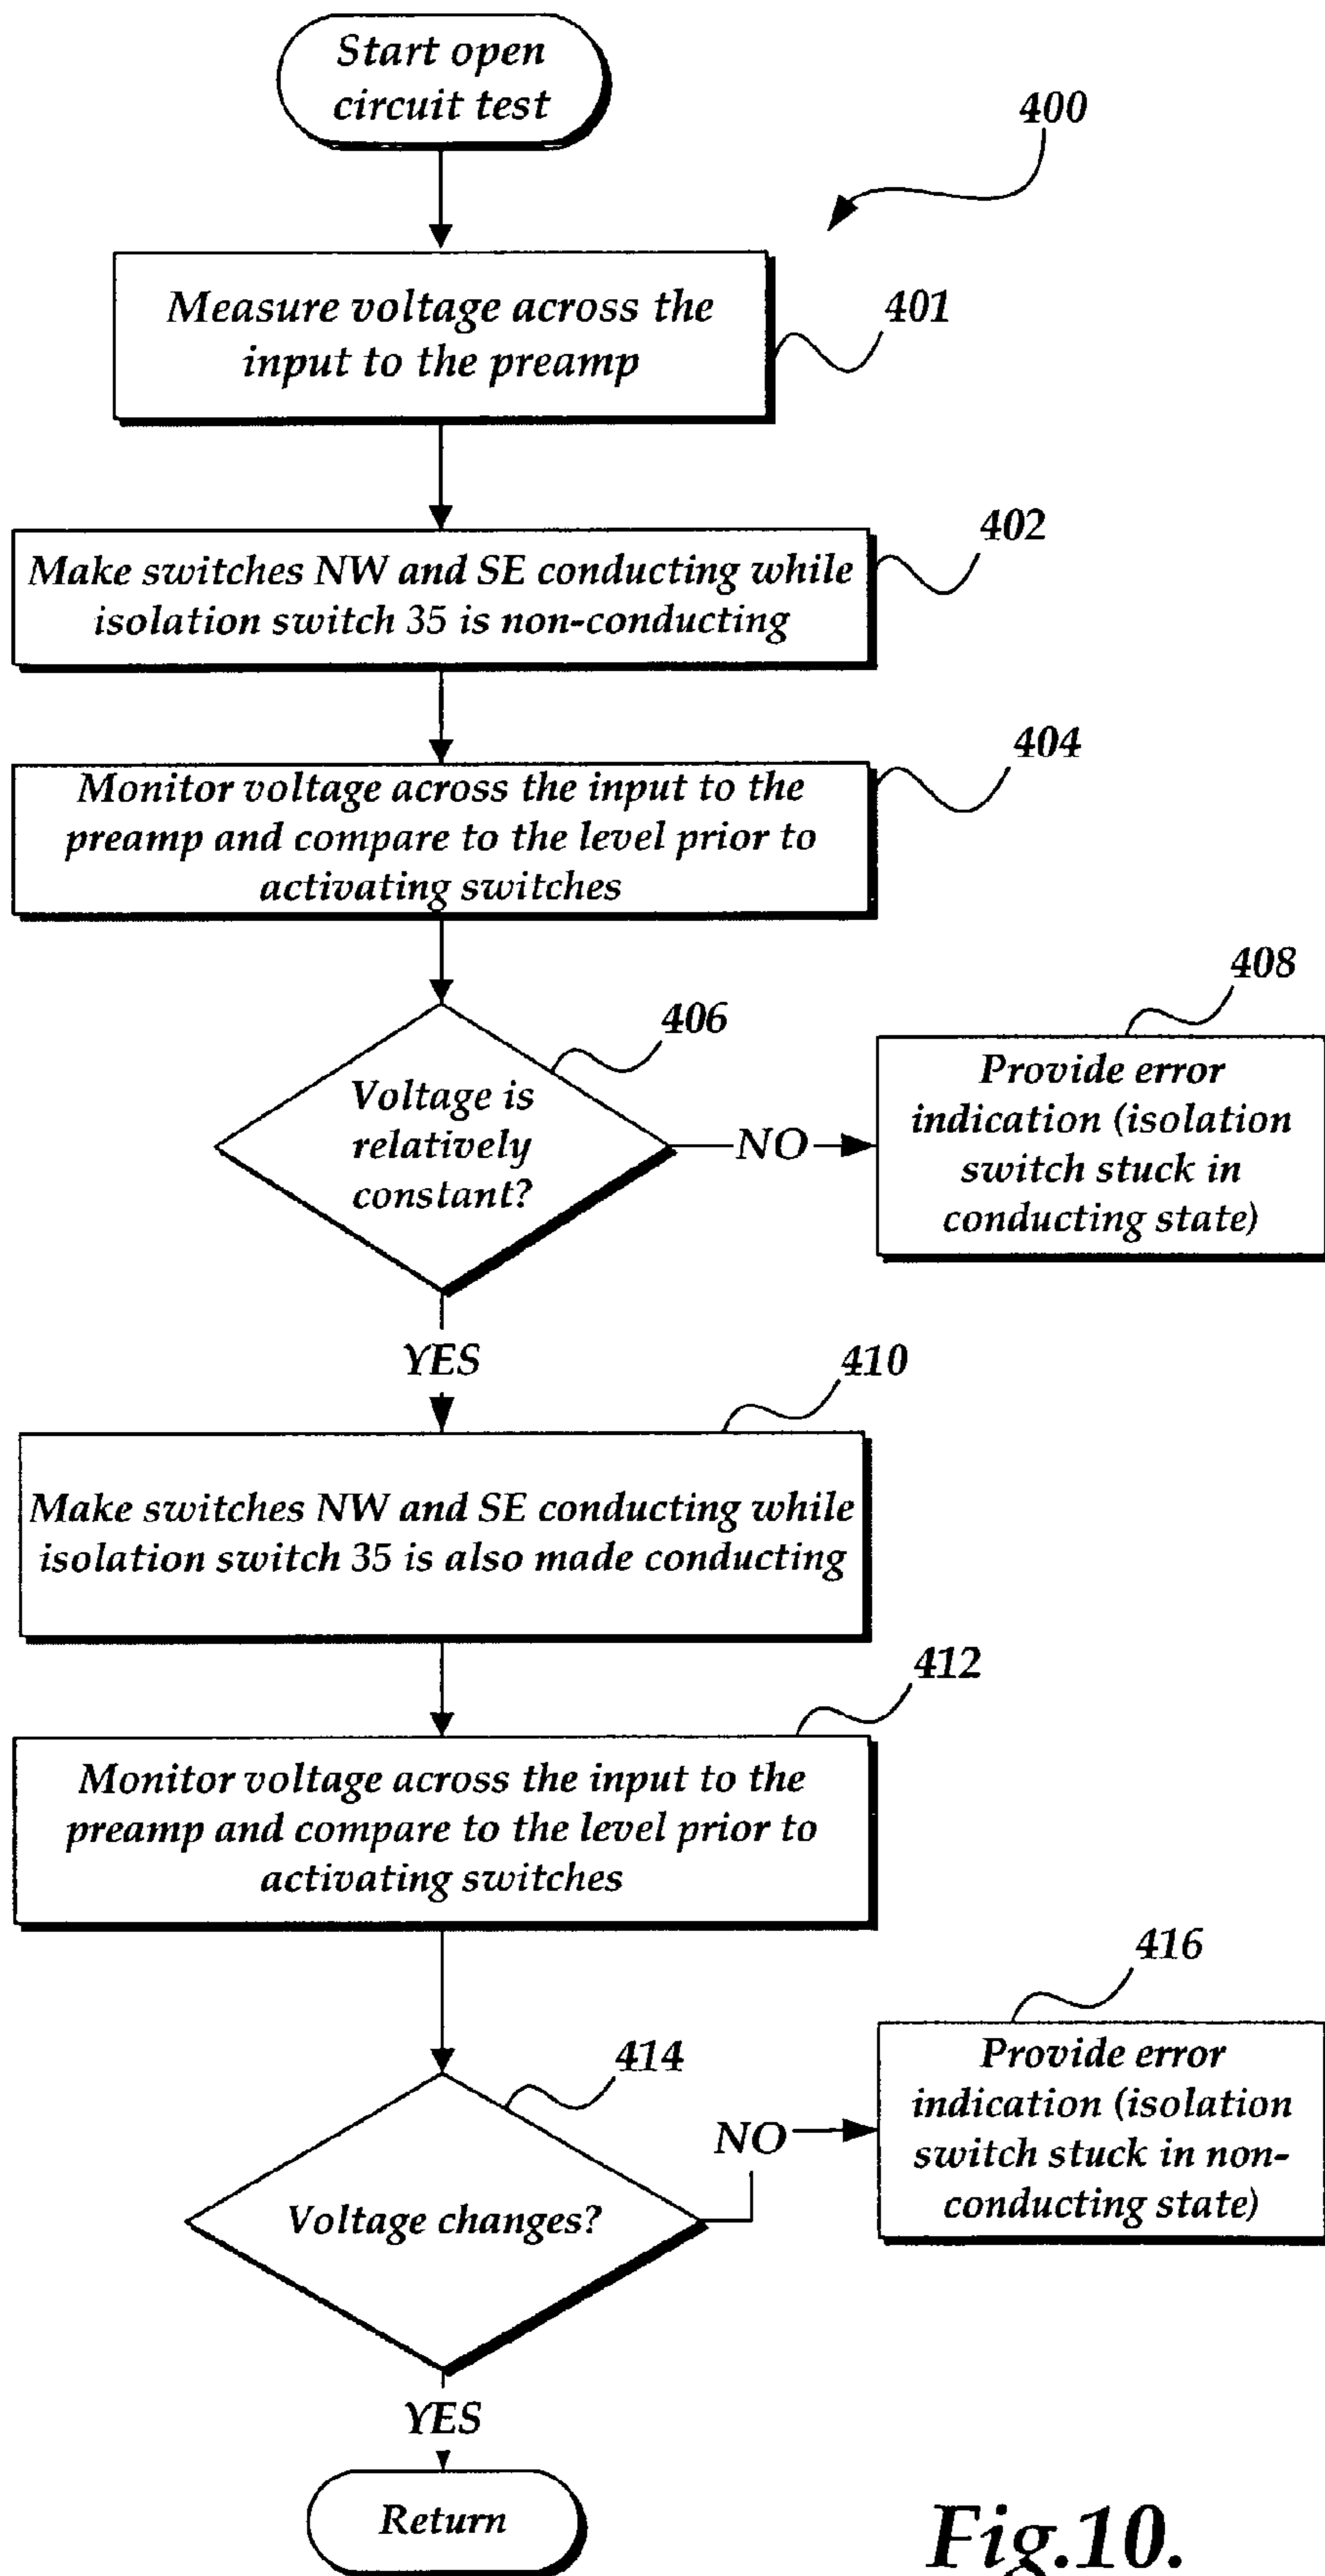 Start open
circuit test
400
Measure voltage across the
input to the preamp
401
Make switches NW and SE conducting while
isolation switch 35 is non-conducting
402
Monitor voltage across the input to the
preamp and compare to the level prior to
activating switches
404
Voltage is
relatively
constant?
406
NO
408
Provide error
indication (isolation
switch stuck in
conducting state)
YES
410
Make switches NW and SE conducting while
isolation switch 35 is also made conducting
412
Monitor voltage across the input to the
preamp and compare to the level prior to
activating switches
414
Voltage changes?
NO
416
Provide error
indication (isolation
switch stuck in non-
conducting state)
YES
Return
Fig.10.